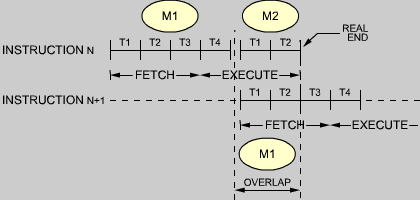 M1 M2 REAL
END
INSTRUCTION N T1 T2 T3 T4 T1 T2
FETCH EXECUTE
INSTRUCTION N+1 T1 T2 T3 T4
FETCH EXECUTE
M1
OVERLAP